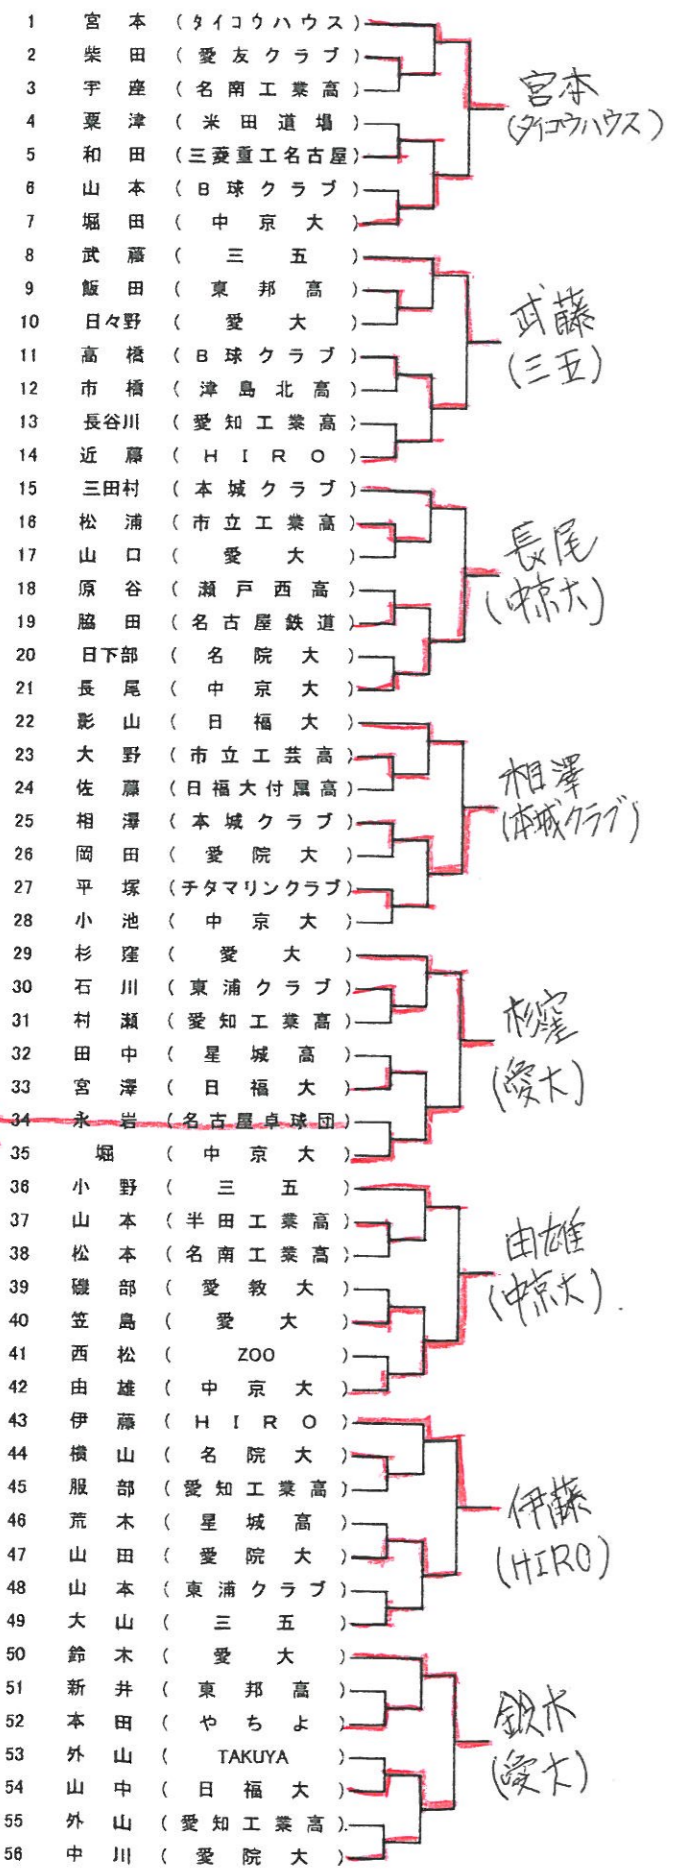 1 宮本 (タイコウハウス)
2 柴田 (愛友クラブ)
3 宇座 (名南工業高)
4 粟津 (米田道場)
5 和田 (三菱重工名古屋)
6 山本 (B球クラブ)
7 堀田 (中京大)
宮本
(タイコウハウス)
8 武藤 (三五)
9 飯田 (東邦高)
10 日々野 (愛大)
11 高橋 (B球クラブ)
12 市橋 (津島北高)
13 長谷川 (愛知工業高)
14 近藤 (HIRO)
武藤
(三五)
15 三田村 (本城クラブ)
16 松浦 (市立工業高)
17 山口 (愛大)
18 原谷 (瀬戸西高)
19 脇田 (名古屋鉄道)
20 日下部 (名院大)
21 長尾 (中京大)
長尾
(中京大)
22 影山 (日福大)
23 大野 (市立工芸高)
24 佐藤 (日福大付属高)
25 相澤 (本城クラブ)
26 岡田 (愛院大)
27 平塚 (チタマリンクラブ)
28 小池 (中京大)
相澤
(本城クラブ)
29 杉窪 (愛大)
30 石川 (東浦クラブ)
31 村瀬 (愛知工業高)
32 田中 (星城高)
33 宮澤 (日福大)
34 永岩 (名古屋卓球団)
35 堀 (中京大)
杉窪
(愛大)
36 小野 (三五)
37 山本 (半田工業高)
38 松本 (名南工業高)
39 磯部 (愛教大)
40 笠島 (愛大)
41 西松 (ZOO)
42 由雄 (中京大)
由雄
(中京大).
43 伊藤 (HIRO)
44 横山 (名院大)
45 服部 (愛知工業高)
46 荒木 (星城高)
47 山田 (愛院大)
48 山本 (東浦クラブ)
49 大山 (三五)
伊藤
(HIRO)
50 鈴木 (愛大)
51 新井 (東邦高)
52 本田 (やちよ)
53 外山 (TAKUYA)
54 山中 (日福大)
55 外山 (愛知工業高)
56 中川 (愛院大)
鈴木
(愛大)